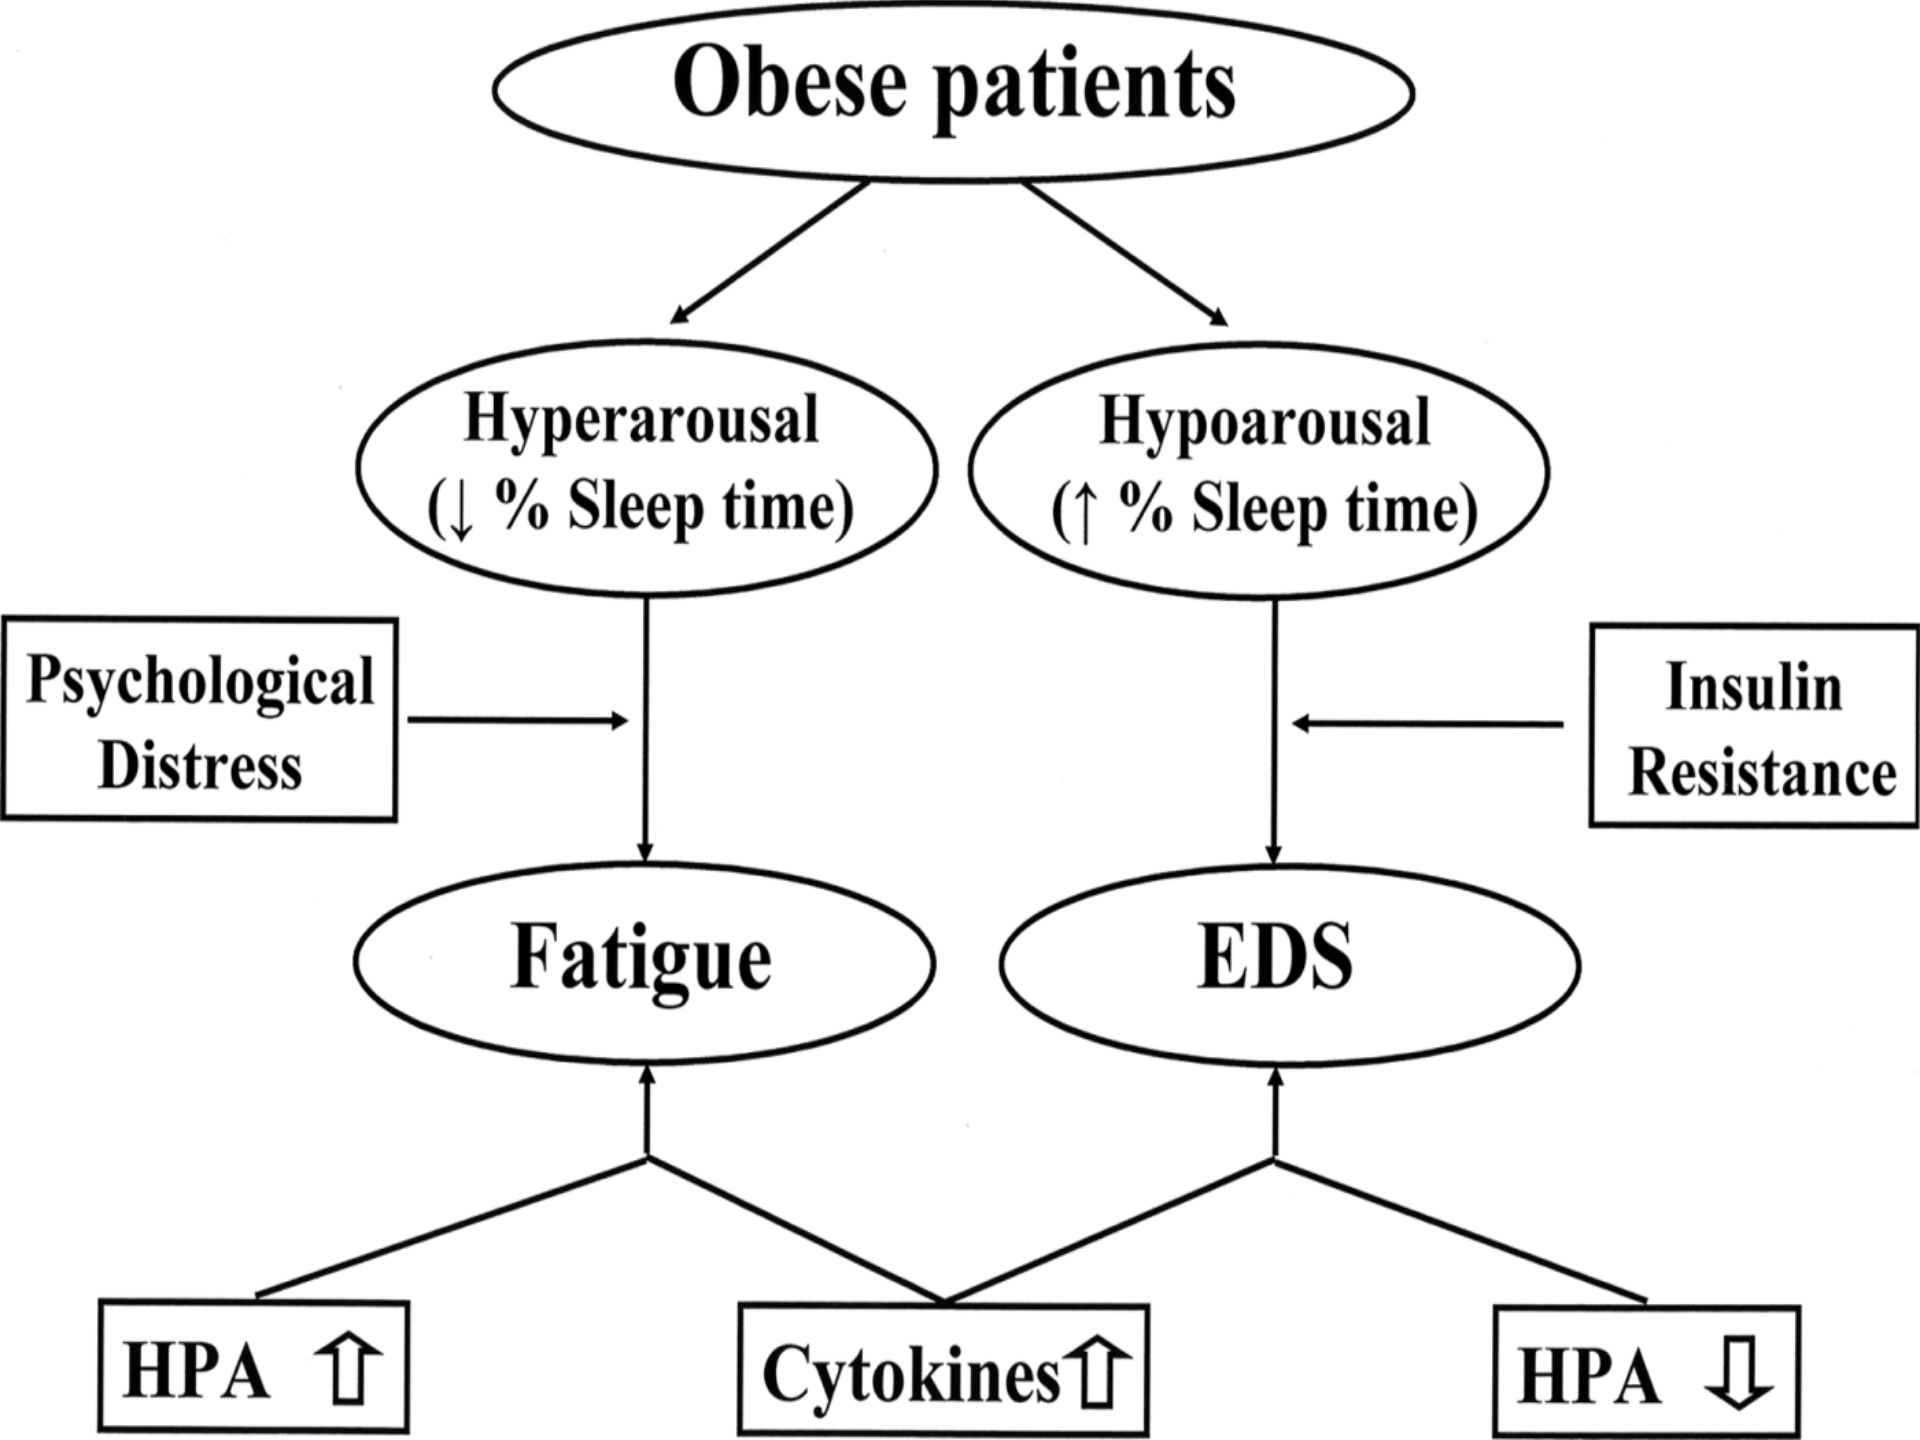 Obese patients
Hyperarousal
(↓ % Sleep time)
Hypoarousal
(↑ % Sleep time)
Psychological
Distress
Insulin
Resistance
Fatigue
EDS
HPA ⇧
Cytokines⇧
HPA ⇩